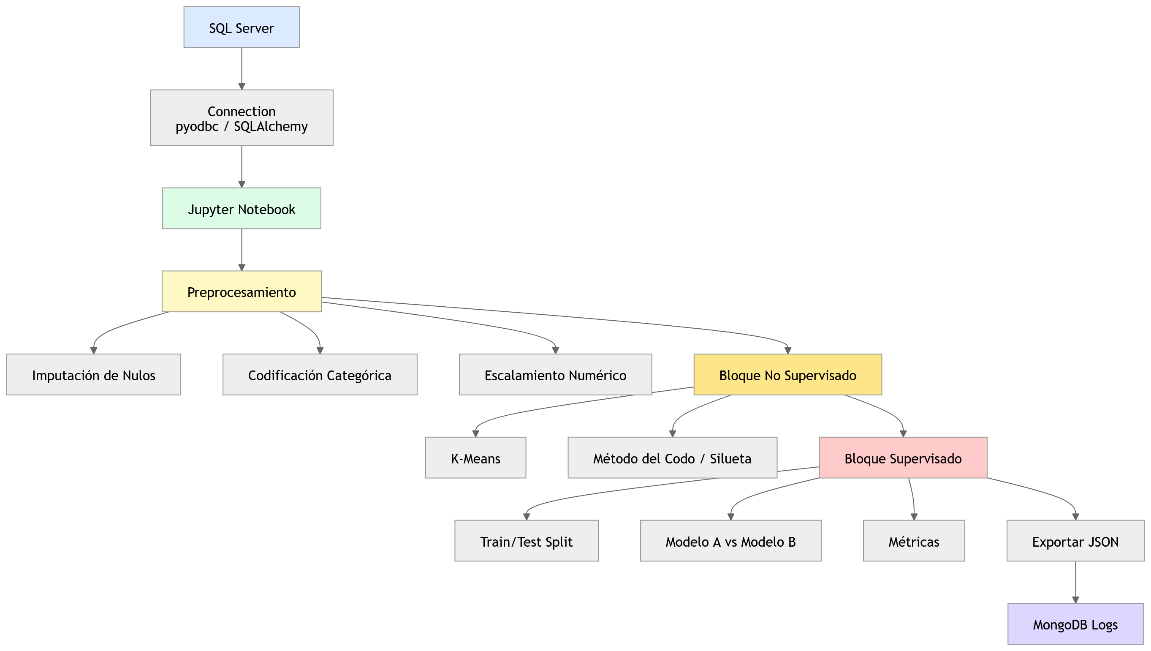 SQL Server
Connection
pyodbc / SQLAlchemy
Jupyter Notebook
Preprocesamiento
Imputación de Nulos
Codificación Categórica
Escalamiento Numérico
Bloque No Supervisado
K-Means
Método del Codo / Silueta
Bloque Supervisado
Train/Test Split
Modelo A vs Modelo B
Métricas
Exportar JSON
MongoDB Logs